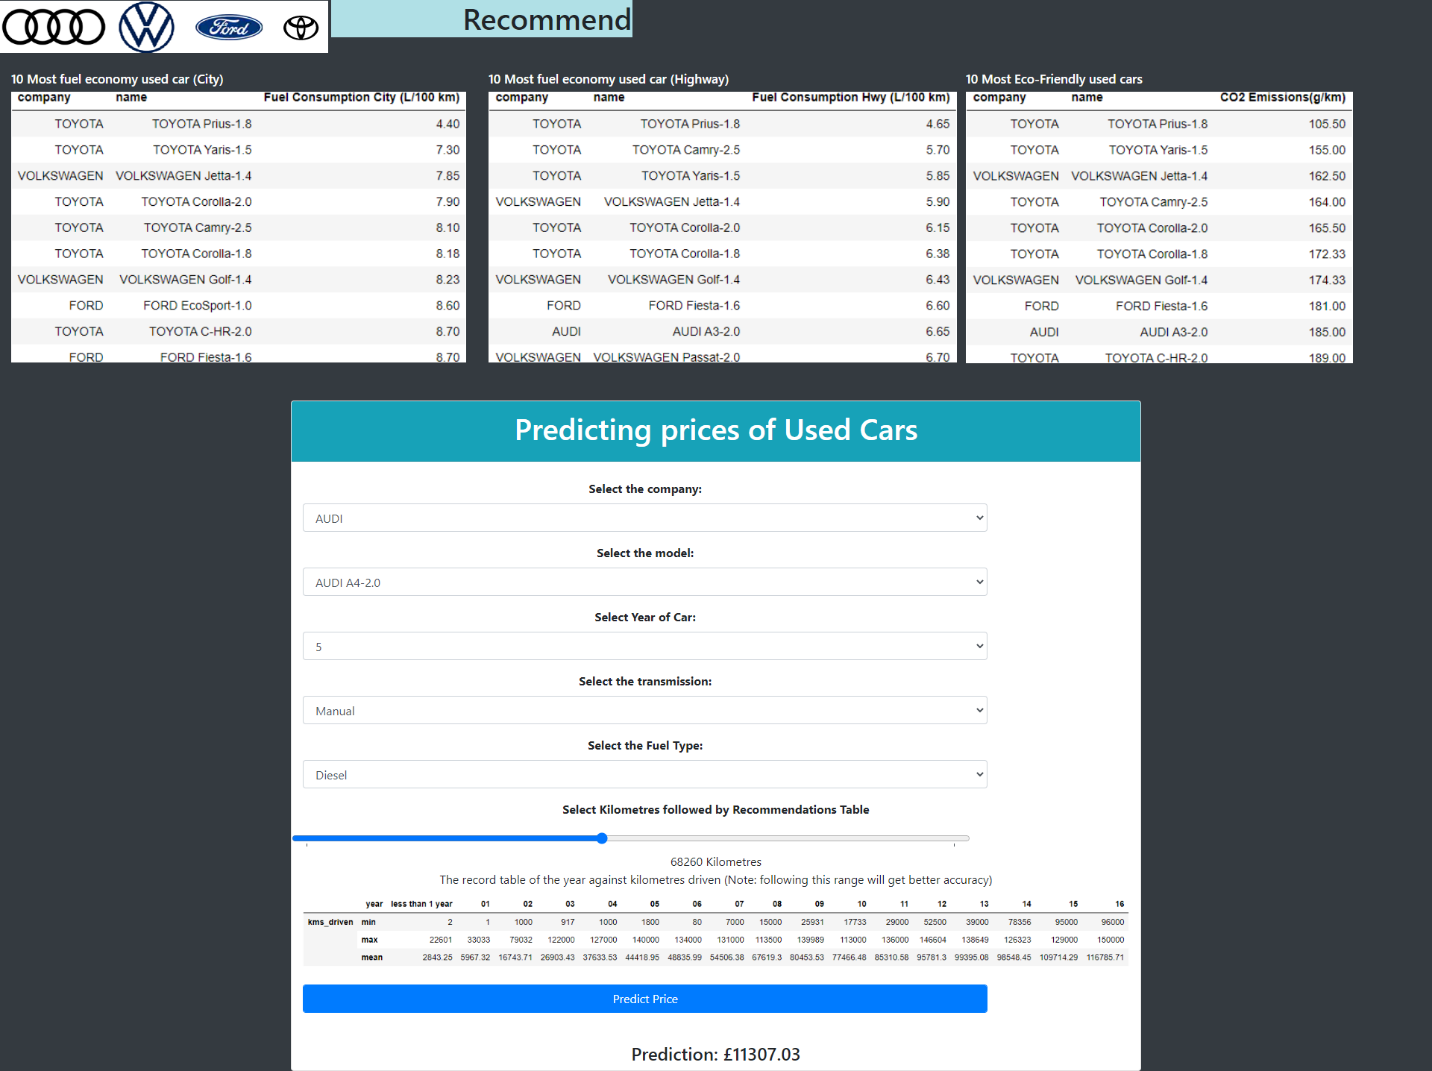 Ford
Recommend
10 Most fuel economy used car (City)
company name Fuel Consumption City (L/100 km)
TOYOTA TOYOTA Prius-1.8 4.40
TOYOTA TOYOTA Yaris-1.5 7.30
VOLKSWAGEN VOLKSWAGEN Jetta-1.4 7.85
TOYOTA TOYOTA Corolla-2.0 7.90
TOYOTA TOYOTA Camry-2.5 8.10
TOYOTA TOYOTA Corolla-1.8 8.18
VOLKSWAGEN VOLKSWAGEN Golf-1.4 8.23
FORD FORD EcoSport-1.0 8.60
TOYOTA TOYOTA C-HR-2.0 8.70
FORD FORD Fiesta-1.6 8.70
10 Most fuel economy used car (Highway)
company name Fuel Consumption Hwy (L/100 km)
TOYOTA TOYOTA Prius-1.8 4.65
TOYOTA TOYOTA Camry-2.5 5.70
TOYOTA TOYOTA Yaris-1.5 5.85
VOLKSWAGEN VOLKSWAGEN Jetta-1.4 5.90
TOYOTA TOYOTA Corolla-2.0 6.15
TOYOTA TOYOTA Corolla-1.8 6.38
VOLKSWAGEN VOLKSWAGEN Golf-1.4 6.43
FORD FORD Fiesta-1.6 6.60
AUDI AUDI A3-2.0 6.65
VOLKSWAGEN VOLKSWAGEN Passat-2.0 6.70
10 Most Eco-Friendly used cars
company name CO2 Emissions(g/km)
TOYOTA TOYOTA Prius-1.8 105.50
TOYOTA TOYOTA Yaris-1.5 155.00
VOLKSWAGEN VOLKSWAGEN Jetta-1.4 162.50
TOYOTA TOYOTA Camry-2.5 164.00
TOYOTA TOYOTA Corolla-2.0 165.50
TOYOTA TOYOTA Corolla-1.8 172.33
VOLKSWAGEN VOLKSWAGEN Golf-1.4 174.33
FORD FORD Fiesta-1.6 181.00
AUDI AUDI A3-2.0 185.00
TOYOTA TOYOTA C-HR-2.0 189.00
Predicting prices of Used Cars
Select the company:
AUDI
Select the model:
AUDI A4-2.0
Select Year of Car:
5
Select the transmission:
Manual
Select the Fuel Type:
Diesel
Select Kilometres followed by Recommendations Table
68260 Kilometres
The record table of the year against kilometres driven (Note: following this range will get better accuracy)
year less than 1 year 01 02 03 04 05 06 07 08 09 10 11 12 13 14 15 16
kms_driven min 2 1 1000 917 1000 1800 80 7000 15000 25931 17733 29000 52500 39000 78356 95000 96000
max 22601 33033 79032 122000 127000 140000 134000 131000 113500 139989 113000 136000 146604 138649 126323 129000 150000
mean 2843.25 5967.32 16743.71 26903.43 37633.53 44418.95 48835.99 54506.38 67619.3 80453.53 77466.48 85310.58 95781.3 99395.08 98548.45 109714.29 116785.71
Predict Price
Prediction: £11307.03